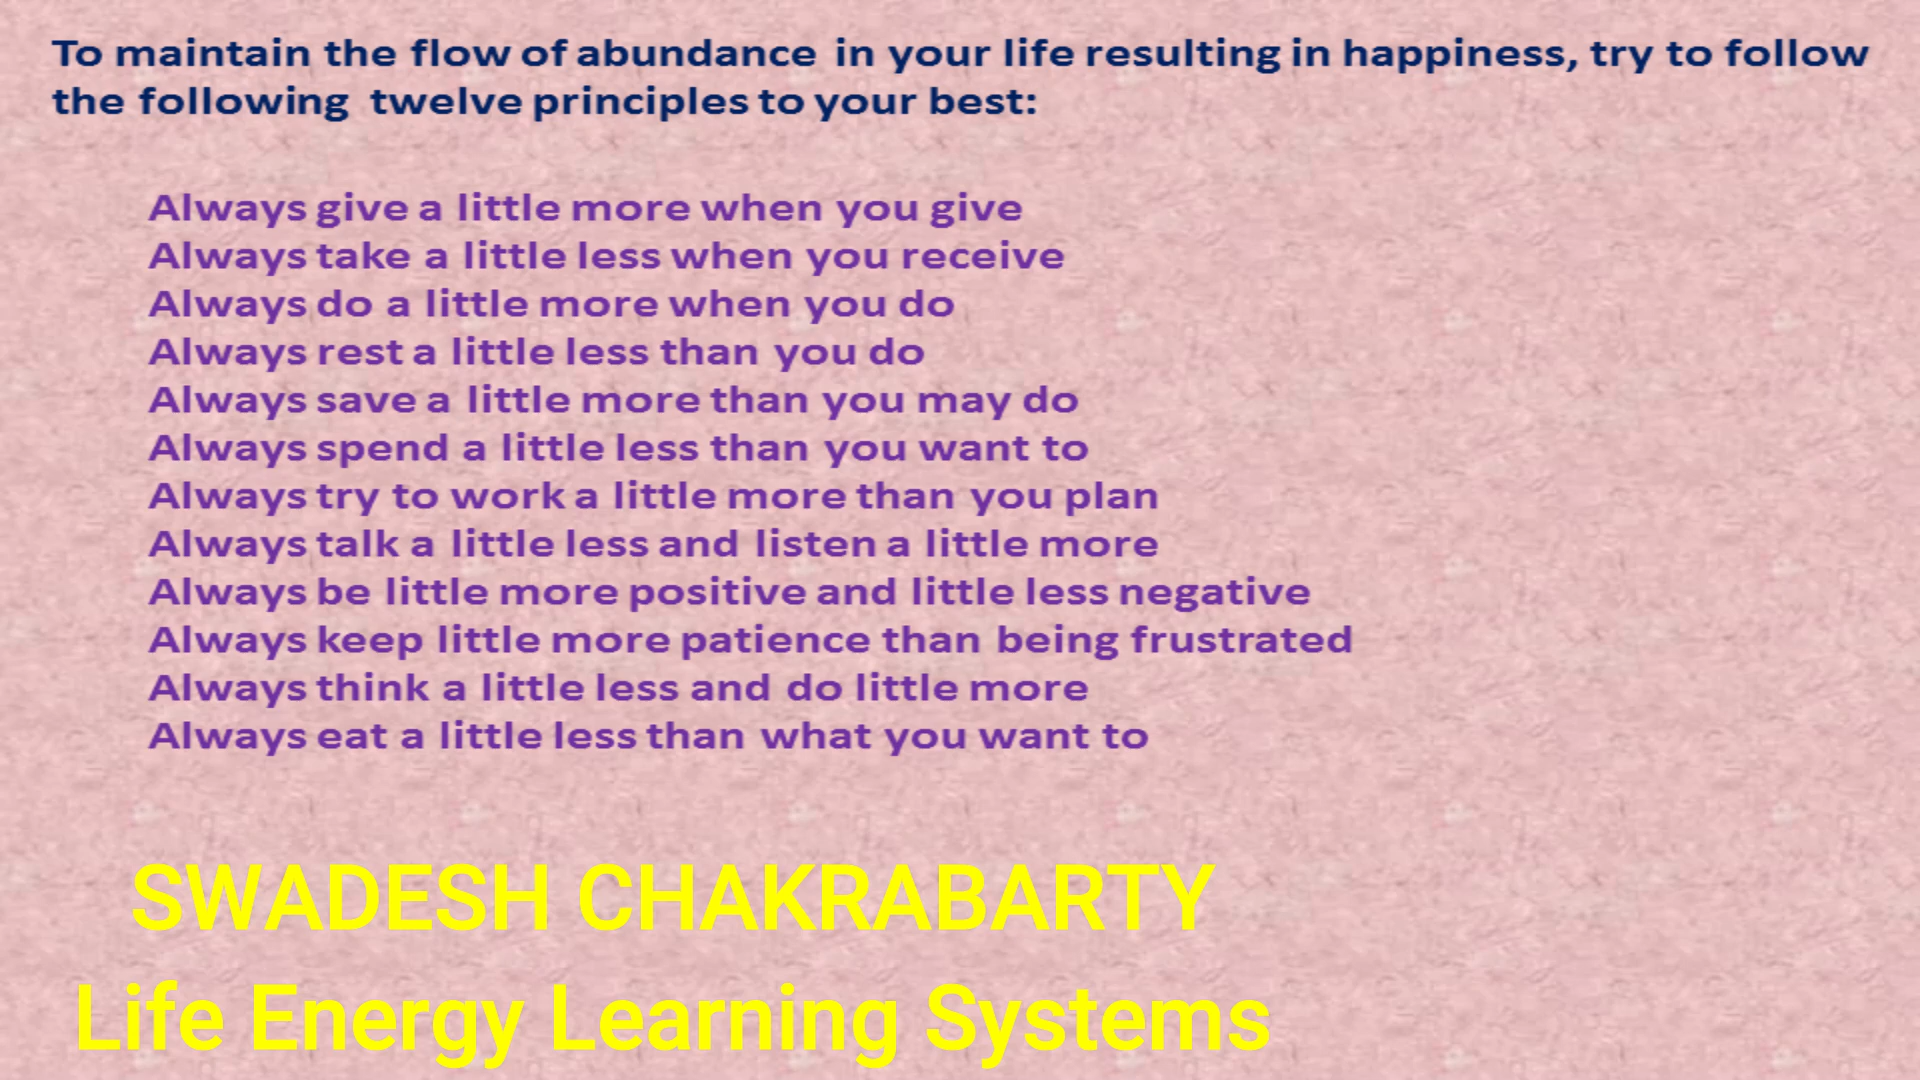 To maintain the flow of abundance in your life resulting in happiness, try to follow
the following twelve principles to your best:
Always give a little more when you give
Always take a little less when you receive
Always do a little more when you do
Always rest a little less than you do
Always save a little more than you may do
Always spend a little less than you want to
Always try to work a little more than you plan
Always talk a little less and listen a little more
Always be little more positive and little less negative
Always keep little more patience than being frustrated
Always think a little less and do little more
Always eat a little less than what you want to
SWADESH CHAKRABARTY
Life Energy Learning Systems